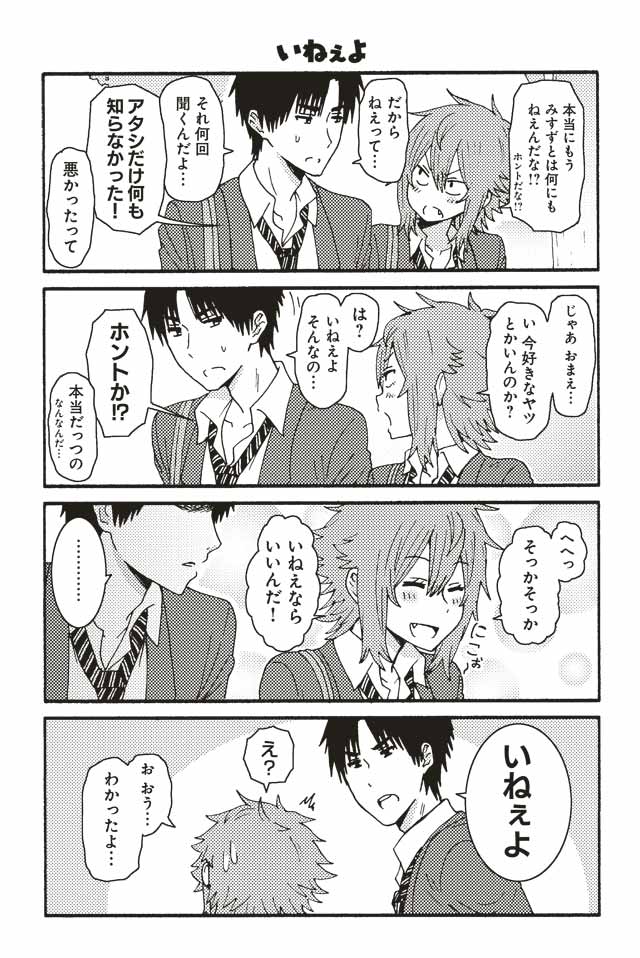 いねぇよ
本当にもう
みすずとは何にも
ねえんだな!?
ホントだな!?
だから
ねえって…
それ何回
聞くんだよ…
アタシだけ何も
知らなかった!
悪かったって
じゃあ おまえ…
い 今好きなヤツ
とかいんのか?
は?
いねえよ
そんなの…
ホントか!?
本当だっつの
なんなんだ…
へへっ
そっかそっか
にこぉ
いねえなら
いいんだ!
…………
いねぇよ
え?
お おう…
わかったよ…